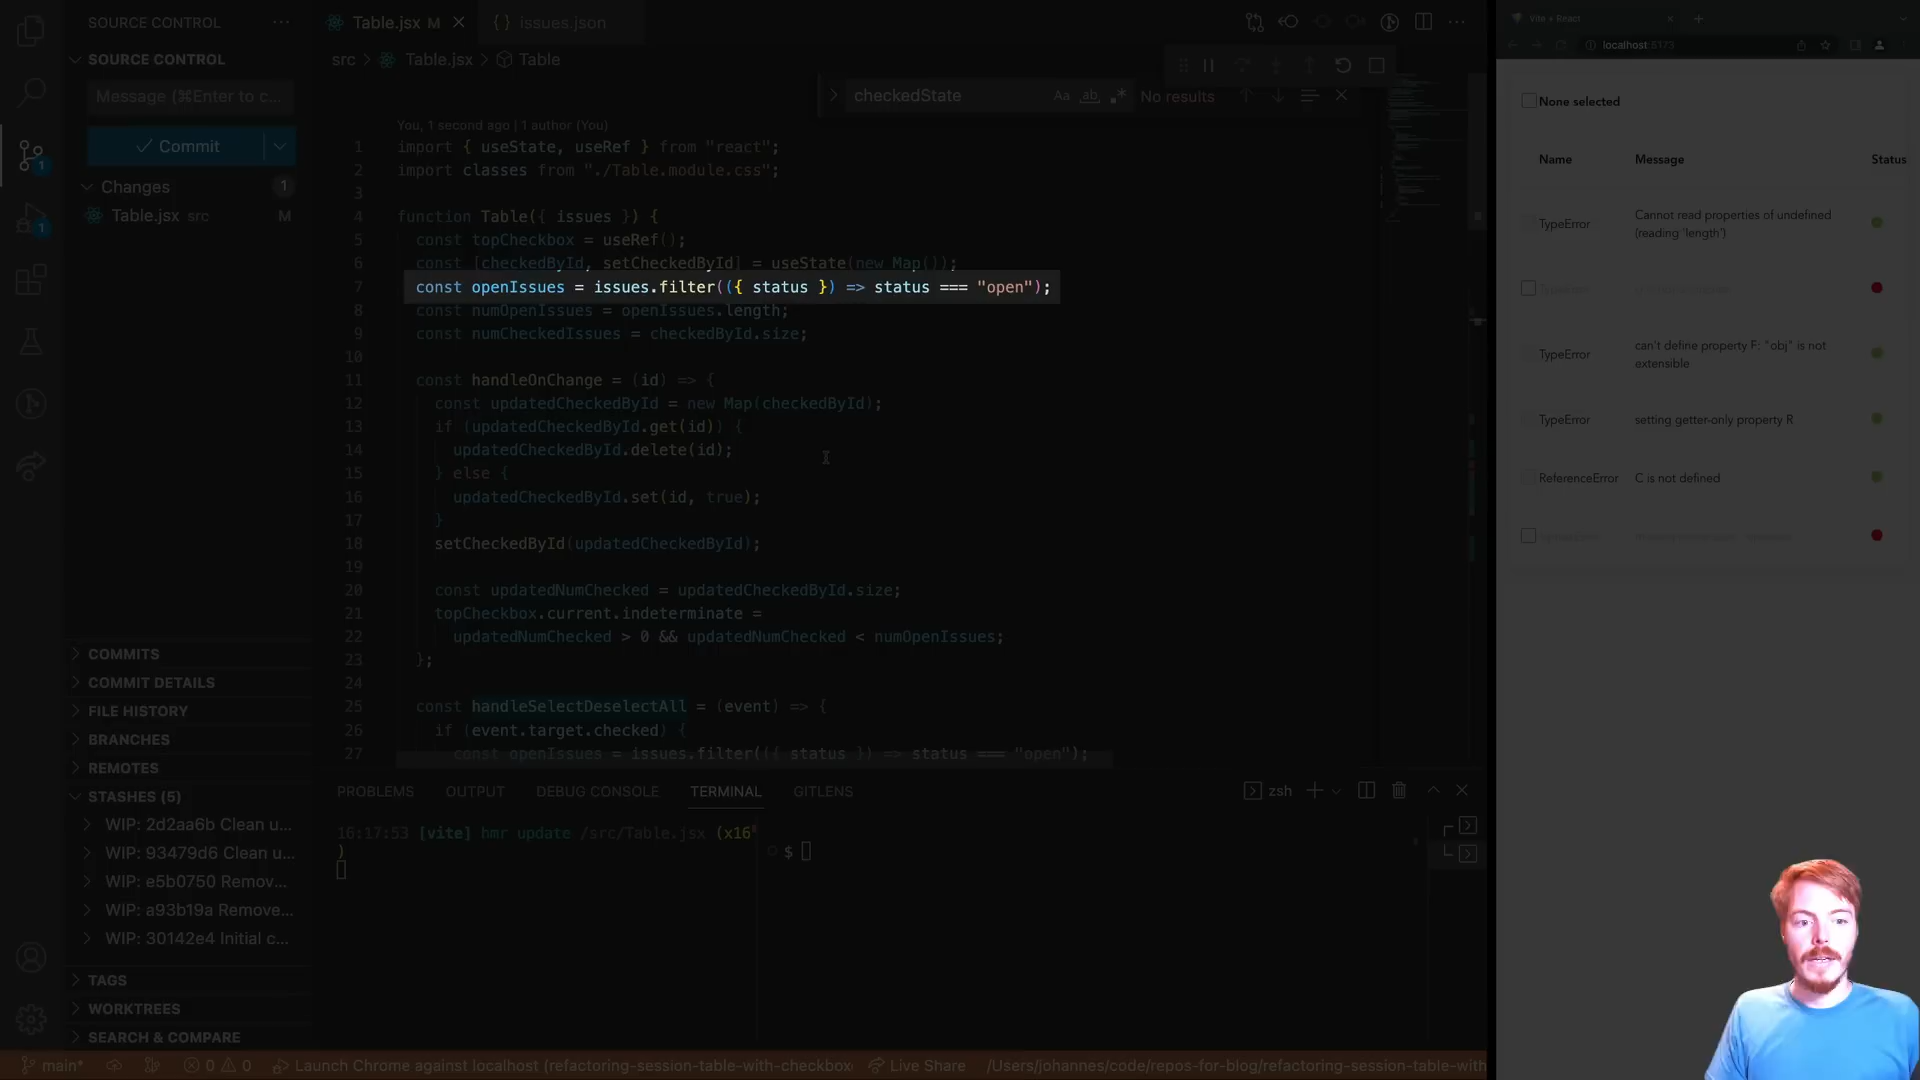 SOURCE CONTROL
SOURCE CONTROL
Message (⌘Enter to c...
Commit
Changes 1
Table.jsx src M
COMMITS
COMMIT DETAILS
FILE HISTORY
BRANCHES
REMOTES
STASHES (5)
WIP: 2d2aa6b Clean u...
WIP: 93479d6 Clean u...
WIP: e5b0750 Remov...
WIP: a93b19a Remove...
WIP: 30142e4 Initial c...
TAGS
WORKTREES
SEARCH & COMPARE
1
1
Table.jsx M
{ } issues.json
src > Table.jsx > Table
checkedState Aa ab No results
You, 1 second ago | 1 author (You)
1 import { useState, useRef } from "react";
2 import classes from "./Table.module.css";
3
4 function Table({ issues }) {
5 const topCheckbox = useRef();
6 const [checkedById, setCheckedById] = useState(new Map());
7 const openIssues = issues.filter(({ status }) => status === "open");
8 const numOpenIssues = openIssues.length;
9 const numCheckedIssues = checkedById.size;
10
11 const handleOnChange = (id) => {
12 const updatedCheckedById = new Map(checkedById);
13 if (updatedCheckedById.get(id)) {
14 updatedCheckedById.delete(id);
15 } else {
16 updatedCheckedById.set(id, true);
17 }
18 setCheckedById(updatedCheckedById);
19
20 const updatedNumChecked = updatedCheckedById.size;
21 topCheckbox.current.indeterminate =
22 updatedNumChecked > 0 && updatedNumChecked < numOpenIssues;
23 };
24
25 const handleSelectDeselectAll = (event) => {
26 if (event.target.checked) {
27 const openIssues = issues.filter(({ status }) => status === "open");
PROBLEMS OUTPUT DEBUG CONSOLE TERMINAL GITLENS
zsh
16:17:53 [vite] hmr update /src/Table.jsx (x16
)
$
main* 0 0 Launch Chrome against localhost (refactoring-session-table-with-checkbox Live Share /Users/johannes/code/repos-for-blog/refactoring-session-table-with
Vite + React
localhost:5173
None selected
Name Message Status
TypeError Cannot read properties of undefined
(reading 'length')
TypeError can't define property F: "obj" is not
extensible
TypeError setting getter-only property R
ReferenceError C is not defined